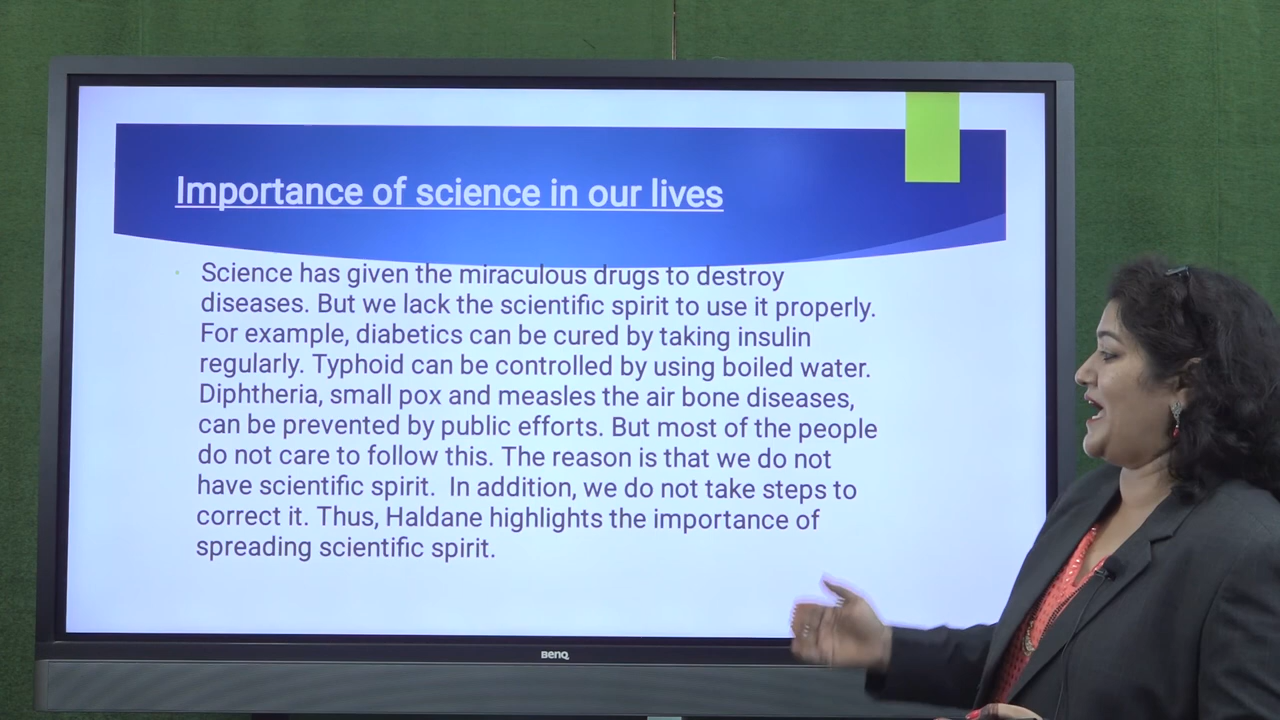 Importance of science in our lives
Science has given the miraculous drugs to destroy
diseases. But we lack the scientific spirit to use it properly.
For example, diabetics can be cured by taking insulin
regularly. Typhoid can be controlled by using boiled water.
Diphtheria, small pox and measles the air bone diseases,
can be prevented by public efforts. But most of the people
do not care to follow this. The reason is that we do not
have scientific spirit.  In addition, we do not take steps to
correct it. Thus, Haldane highlights the importance of
spreading scientific spirit.
BenQ